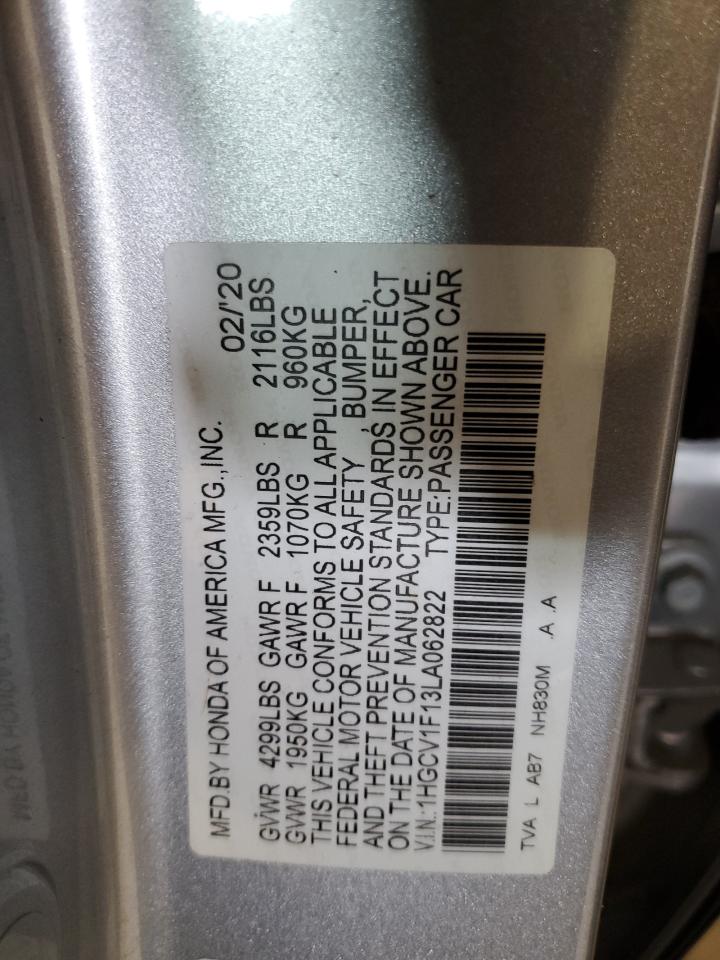 MFD.BY HONDA OF AMERICA MFG.,INC. 02/'20
GVWR 4299LBS GAWR F 2359LBS R 2116LBS
GVWR 1950KG GAWR F 1070KG R 960KG
THIS VEHICLE CONFORMS TO ALL APPLICABLE
FEDERAL MOTOR VEHICLE SAFETY , BUMPER,
AND THEFT PREVENTION STANDARDS IN EFFECT
ON THE DATE OF MANUFACTURE SHOWN ABOVE.
V.I.N.:1HGCV1F13LA062822 TYPE:PASSENGER CAR
TVA L AB7 NH830M .A .A